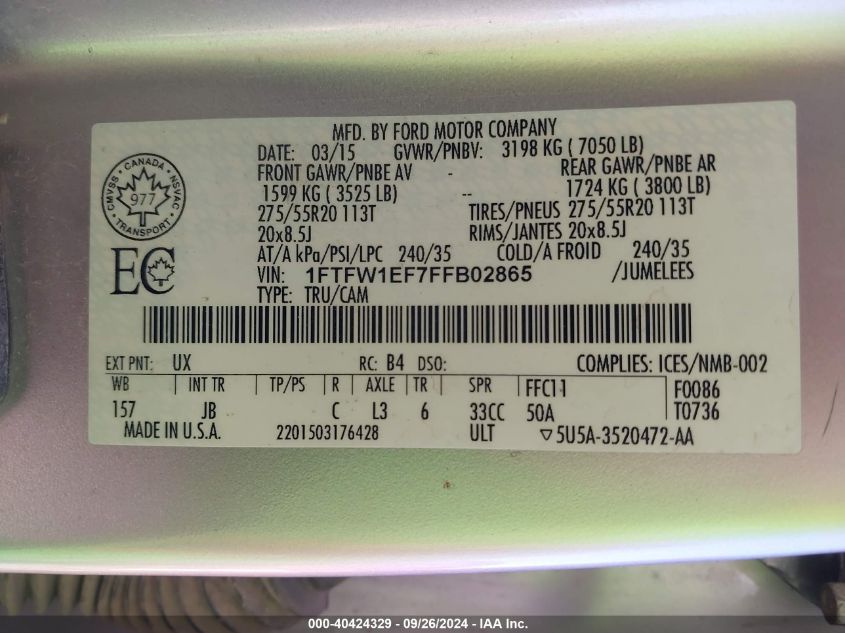 MFD. BY FORD MOTOR COMPANY
DATE: 03/15 GVWR/PNBV: 3198 KG ( 7050 LB)
FRONT GAWR/PNBE AV - REAR GAWR/PNBE AR
1599 KG ( 3525 LB) -- 1724 KG ( 3800 LB)
275/55R20 113T TIRES/PNEUS 275/55R20 113T
20x8.5J RIMS/JANTES 20x8.5J
AT/A kPa/PSI/LPC 240/35 COLD/A FROID 240/35
VIN: 1FTFW1EF7FFB02865 /JUMELEES
TYPE: TRU/CAM
CANADA
CMVSS
NSVAC
977
TRANSPORT
EC
EXT PNT: UX RC: B4 DSO: COMPLIES: ICES/NMB-002
WB INT TR TP/PS R AXLE TR SPR FFC11 F0086
157 JB C L3 6 33CC 50A T0736
MADE IN U.S.A. 2201503176428 ULT ▽5U5A-3520472-AA
000-40424329 - 09/26/2024 - IAA Inc.